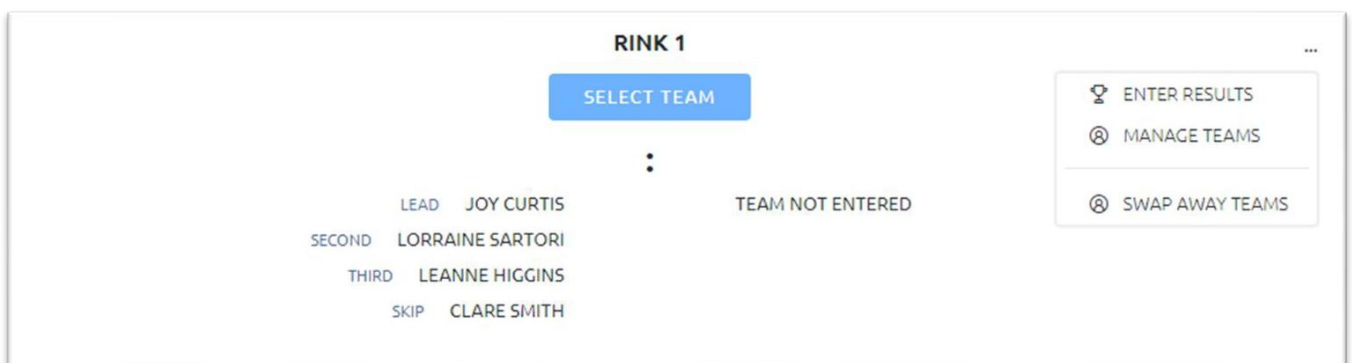 RINK 1
...
SELECT TEAM
ENTER RESULTS
MANAGE TEAMS
:
LEAD JOY CURTIS TEAM NOT ENTERED
SWAP AWAY TEAMS
SECOND LORRAINE SARTORI
THIRD LEANNE HIGGINS
SKIP CLARE SMITH